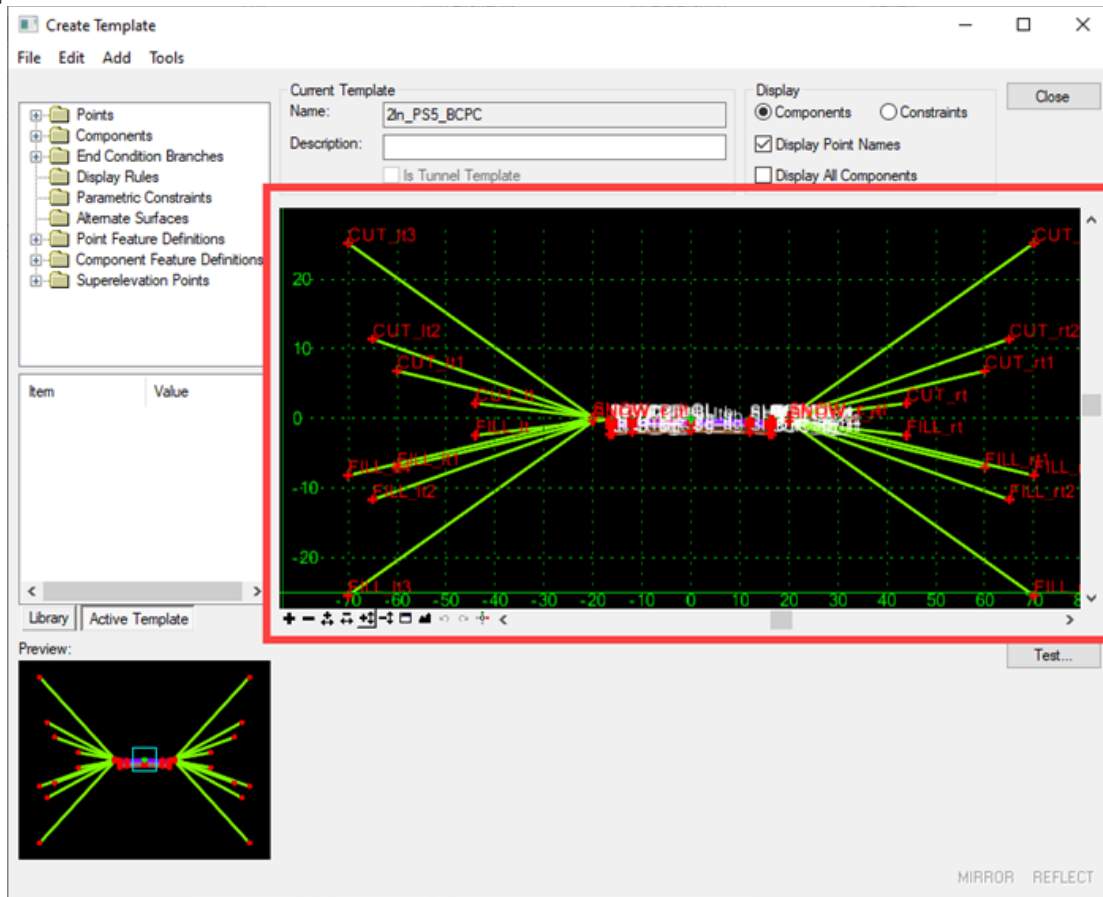 Create Template
File Edit Add Tools
Points
Components
End Condition Branches
Display Rules
Parametric Constraints
Alternate Surfaces
Point Feature Definitions
Component Feature Definitions
Superelevation Points
Item Value
Library Active Template
Preview:
Current Template
Name: 2ln_PS5_BCPC
Description:
Is Tunnel Template
Display
Components Constraints
Display Point Names
Display All Components
Close
CUT_lt3 CUT_
20
CUT_lt2 CUT_rt2
10
CUT_lt1 CUT_rt1
CUT_lt CUT_rt
0
FILL_lt FILL_rt
FILL_lt1 FILL_rt1
-10
FILL_lt2 FILL_rt2
-20
FILL_lt3
-70 -60 -50 -40 -30 -20 -10 0 10 20 30 40 50 60 70 8
Test...
MIRROR REFLECT